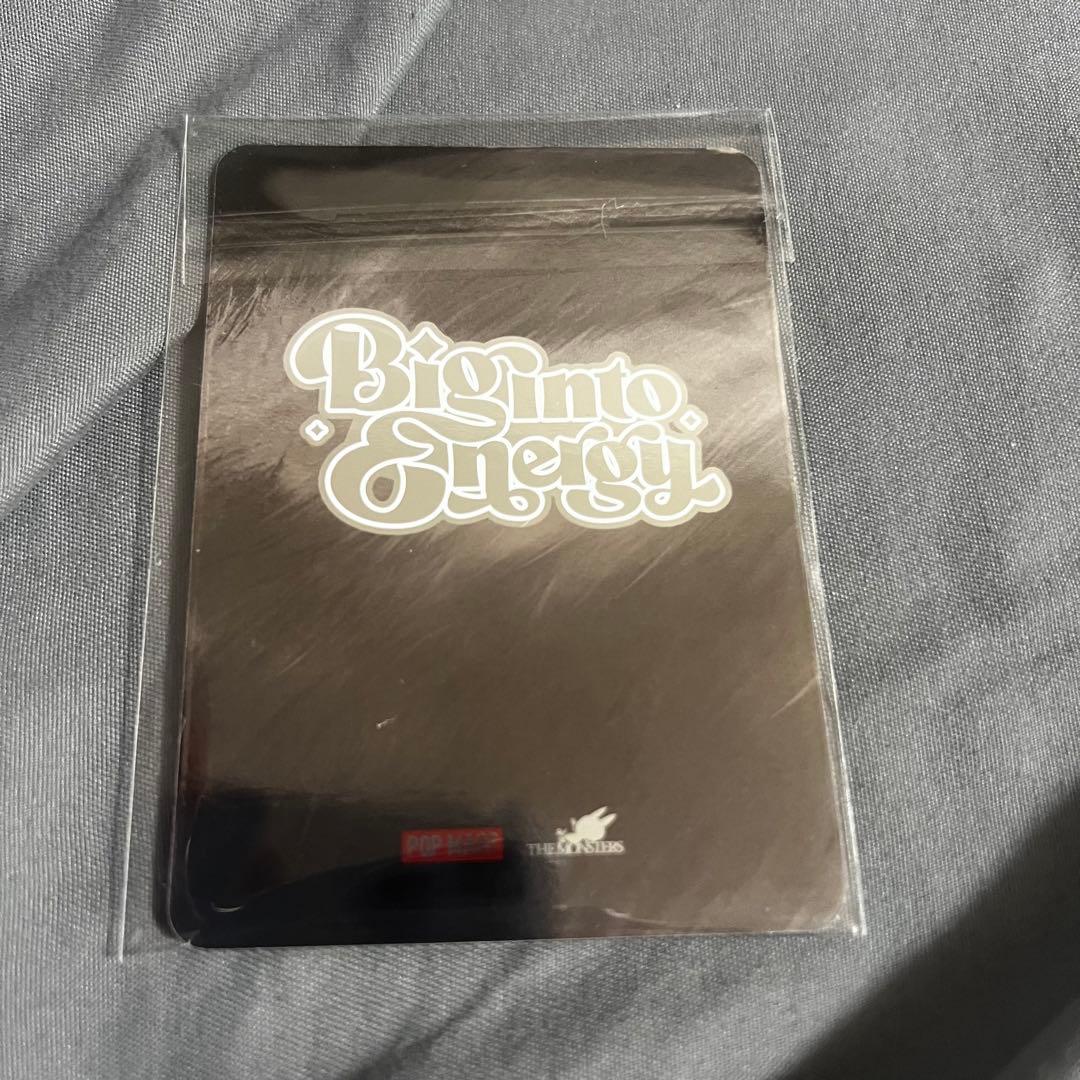 Big into
Energy
POP MART
THE MONSTERS